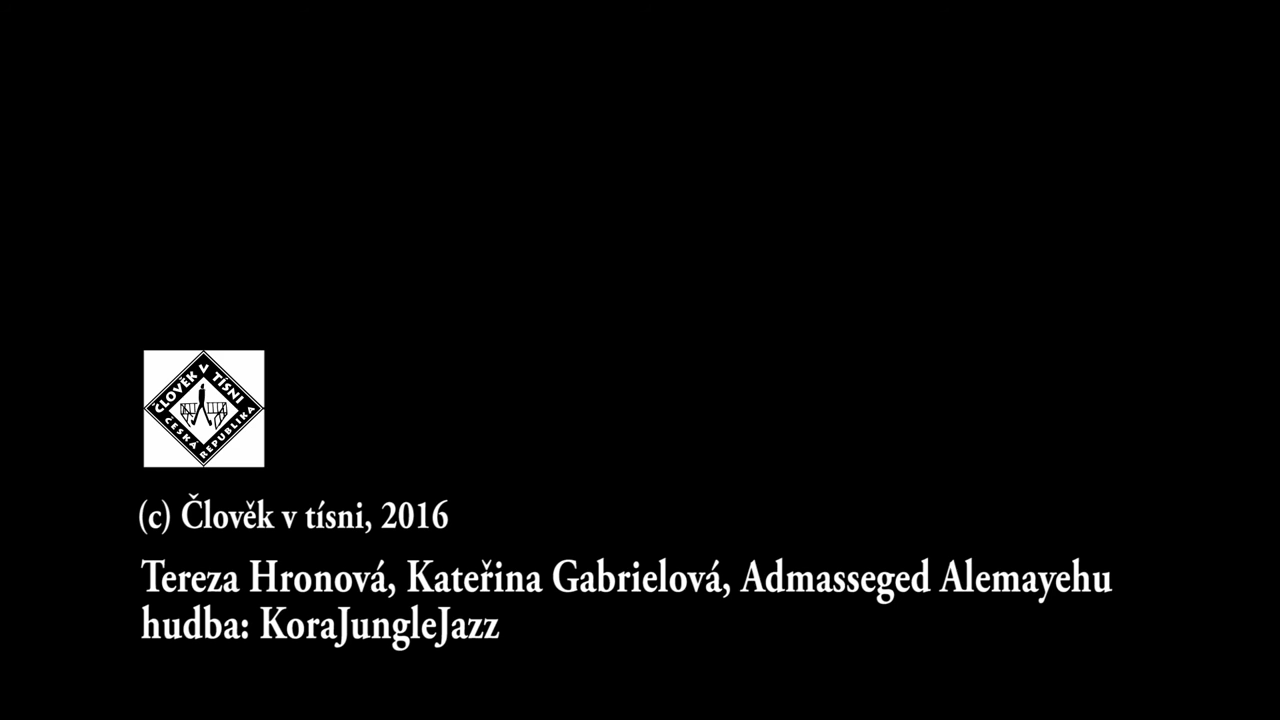 ČLOVĚK V TÍSNI
ČESKÁ REPUBLIKA
(c) Člověk v tísni, 2016
Tereza Hronová, Kateřina Gabrielová, Admasseged Alemayehu
hudba: KoraJungleJazz